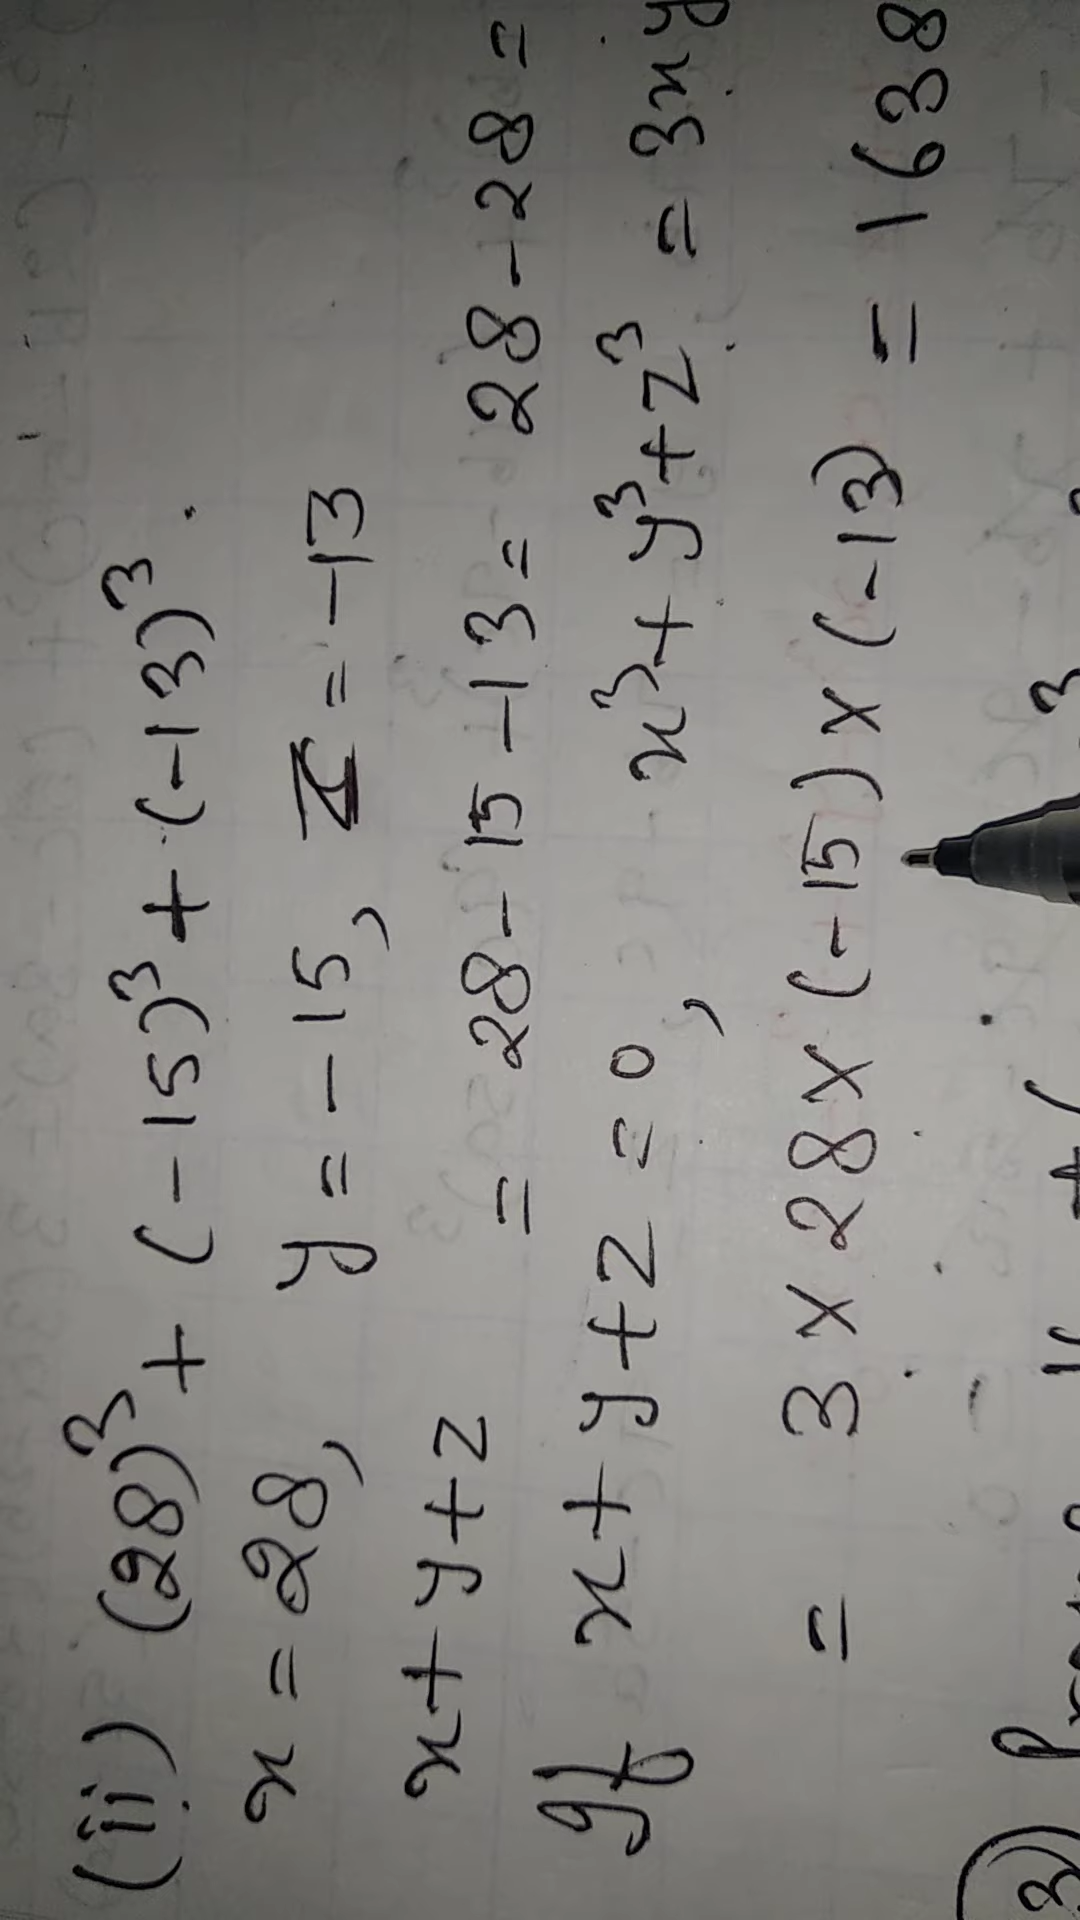 (ii) (28)³ + (-15)³ + (-13)³.
x = 28, y = -15, z = -13
x + y + z = 28 - 15 - 13 = 28 - 28 =
If x + y + z = 0, x³ + y³ + z³ = 3xy
= 3 × 28 × (-15) × (-13) = 1638
3)